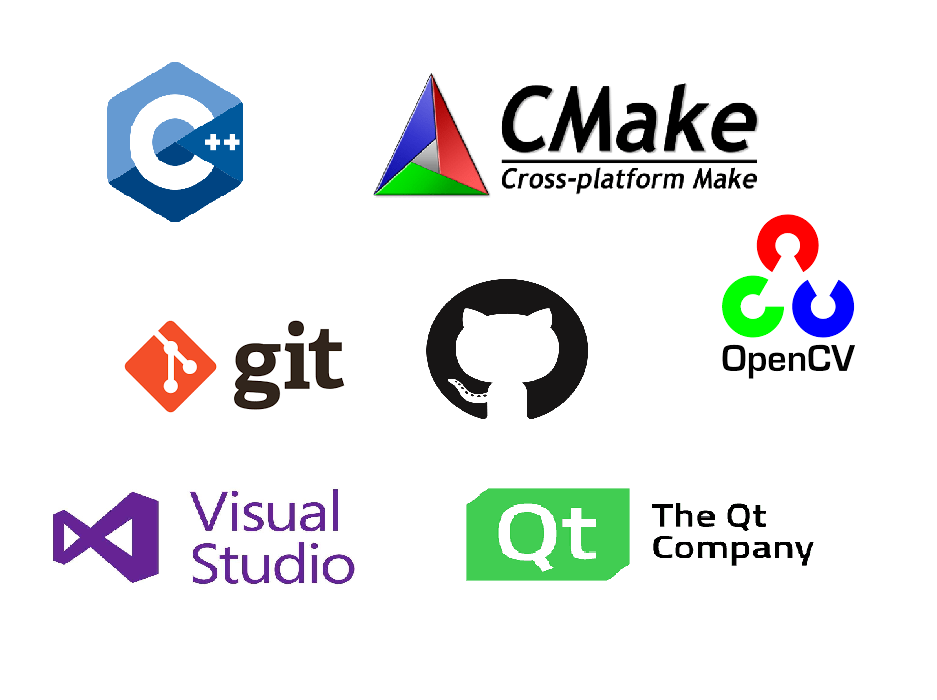 C++
CMake
Cross-platform Make
OpenCV
git
Visual
Studio
Qt
The Qt
Company